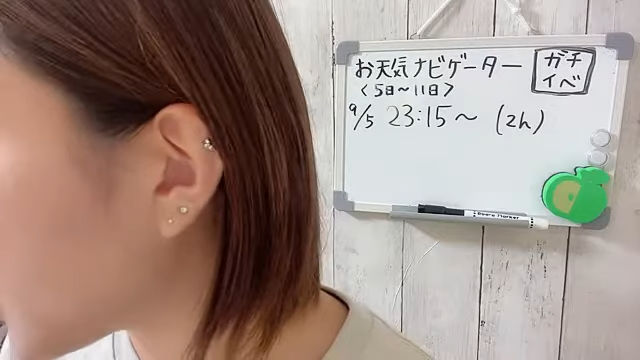 お天気ナビゲーター
ガチ
イベ
<5日～11日>
9/5 23:15～ (2h)
Board Marker